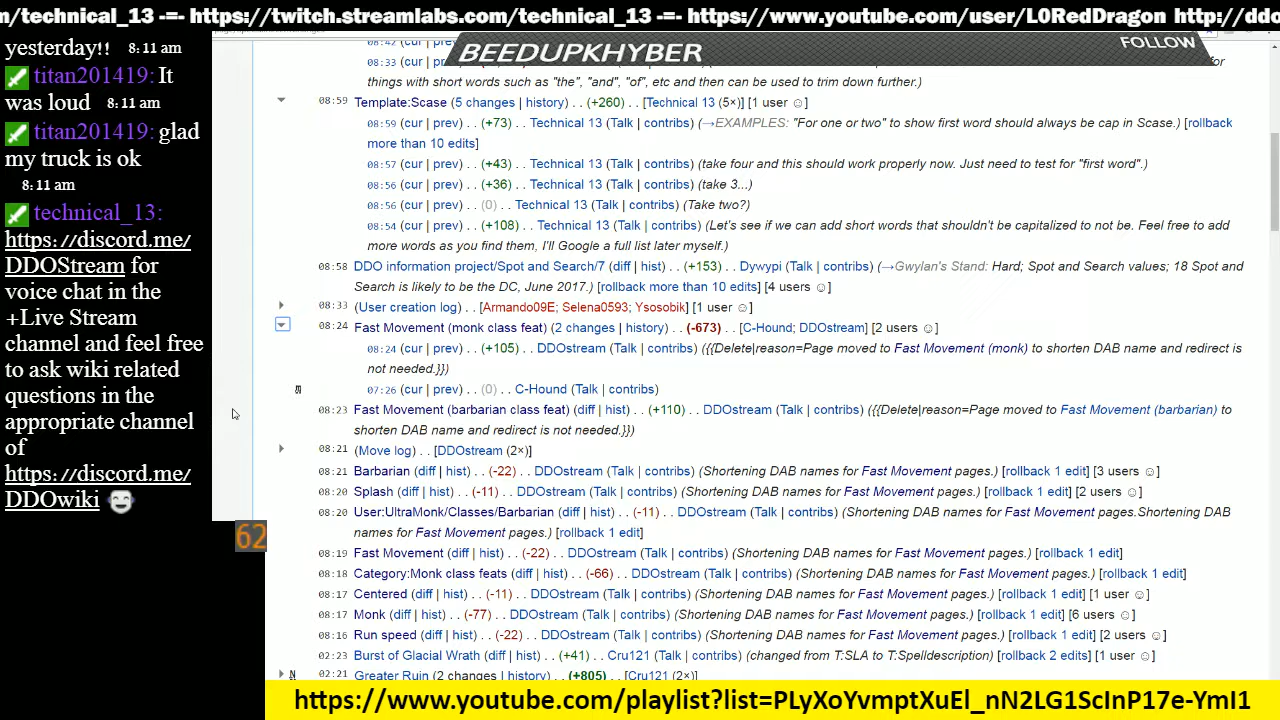 n/technical_13 -=- https://twitch.streamlabs.com/technical_13 -=- https://www.youtube.com/user/L0RedDragon http://ddo
yesterday!! 8:11 am
titan201419: It
was loud 8:11 am
titan201419: glad
my truck is ok
8:11 am
technical_13:
https://discord.me/
DDOStream for
voice chat in the
+Live Stream
channel and feel free
to ask wiki related
questions in the
appropriate channel
of
https://discord.me/
DDOwiki
62
BEEDUPKHYBER
FOLLOW
08:42 (cur | prev)
08:33 (cur | for
things with short words such as "the", "and", "of", etc and then can be used to trim down further.)
08:59 Template:Scase (5 changes | history) . . (+260) . . [Technical 13 (5×)] [1 user ☺]
08:59 (cur | prev) . . (+73) . . Technical 13 (Talk | contribs) (→EXAMPLES: "For one or two" to show first word should always be cap in Scase.) [rollback
more than 10 edits]
08:57 (cur | prev) . . (+43) . . Technical 13 (Talk | contribs) (take four and this should work properly now. Just need to test for "first word".)
08:56 (cur | prev) . . (+36) . . Technical 13 (Talk | contribs) (take 3...)
08:56 (cur | prev) . . (0) . . Technical 13 (Talk | contribs) (Take two?)
08:54 (cur | prev) . . (+108) . . Technical 13 (Talk | contribs) (Let's see if we can add short words that shouldn't be capitalized to not be. Feel free to add
more words as you find them, I'll Google a full list later myself.)
08:58 DDO information project/Spot and Search/7 (diff | hist) . . (+153) . . Dywypi (Talk | contribs) (→Gwylan's Stand: Hard; Spot and Search values; 18 Spot and
Search is likely to be the DC, June 2017.) [rollback more than 10 edits] [4 users ☺]
08:33 (User creation log) . . [Armando09E; Selena0593; Ysosobik] [1 user ☺]
08:24 Fast Movement (monk class feat) (2 changes | history) . . (-673) . . [C-Hound; DDOstream] [2 users ☺]
08:24 (cur | prev) . . (+105) . . DDOstream (Talk | contribs) ({{Delete|reason=Page moved to Fast Movement (monk) to shorten DAB name and redirect is
not needed.}})
07:26 (cur | prev) . . (0) . . C-Hound (Talk | contribs)
08:23 Fast Movement (barbarian class feat) (diff | hist) . . (+110) . . DDOstream (Talk | contribs) ({{Delete|reason=Page moved to Fast Movement (barbarian) to
shorten DAB name and redirect is not needed.}})
08:21 (Move log) . . [DDOstream (2×)]
08:21 Barbarian (diff | hist) . . (-22) . . DDOstream (Talk | contribs) (Shortening DAB names for Fast Movement pages.) [rollback 1 edit] [3 users ☺]
08:20 Splash (diff | hist) . . (-11) . . DDOstream (Talk | contribs) (Shortening DAB names for Fast Movement pages.) [rollback 1 edit] [2 users ☺]
08:20 User:UltraMonk/Classes/Barbarian (diff | hist) . . (-11) . . DDOstream (Talk | contribs) (Shortening DAB names for Fast Movement pages.Shortening DAB
names for Fast Movement pages.) [rollback 1 edit]
08:19 Fast Movement (diff | hist) . . (-22) . . DDOstream (Talk | contribs) (Shortening DAB names for Fast Movement pages.) [rollback 1 edit]
08:18 Category:Monk class feats (diff | hist) . . (-66) . . DDOstream (Talk | contribs) (Shortening DAB names for Fast Movement pages.) [rollback 1 edit]
08:17 Centered (diff | hist) . . (-11) . . DDOstream (Talk | contribs) (Shortening DAB names for Fast Movement pages.) [rollback 1 edit] [1 user ☺]
08:17 Monk (diff | hist) . . (-77) . . DDOstream (Talk | contribs) (Shortening DAB names for Fast Movement pages.) [rollback 1 edit] [6 users ☺]
08:16 Run speed (diff | hist) . . (-22) . . DDOstream (Talk | contribs) (Shortening DAB names for Fast Movement pages.) [rollback 1 edit] [2 users ☺]
02:23 Burst of Glacial Wrath (diff | hist) . . (+41) . . Cru121 (Talk | contribs) (changed from T:SLA to T:Spelldescription) [rollback 2 edits] [1 user ☺]
N 02:21 Greater Ruin (2 changes | history) . . (+805) . . [Cru121 (2×)]
https://www.youtube.com/playlist?list=PLyXoYvmptXuEl_nN2LG1ScInP17e-YmI1